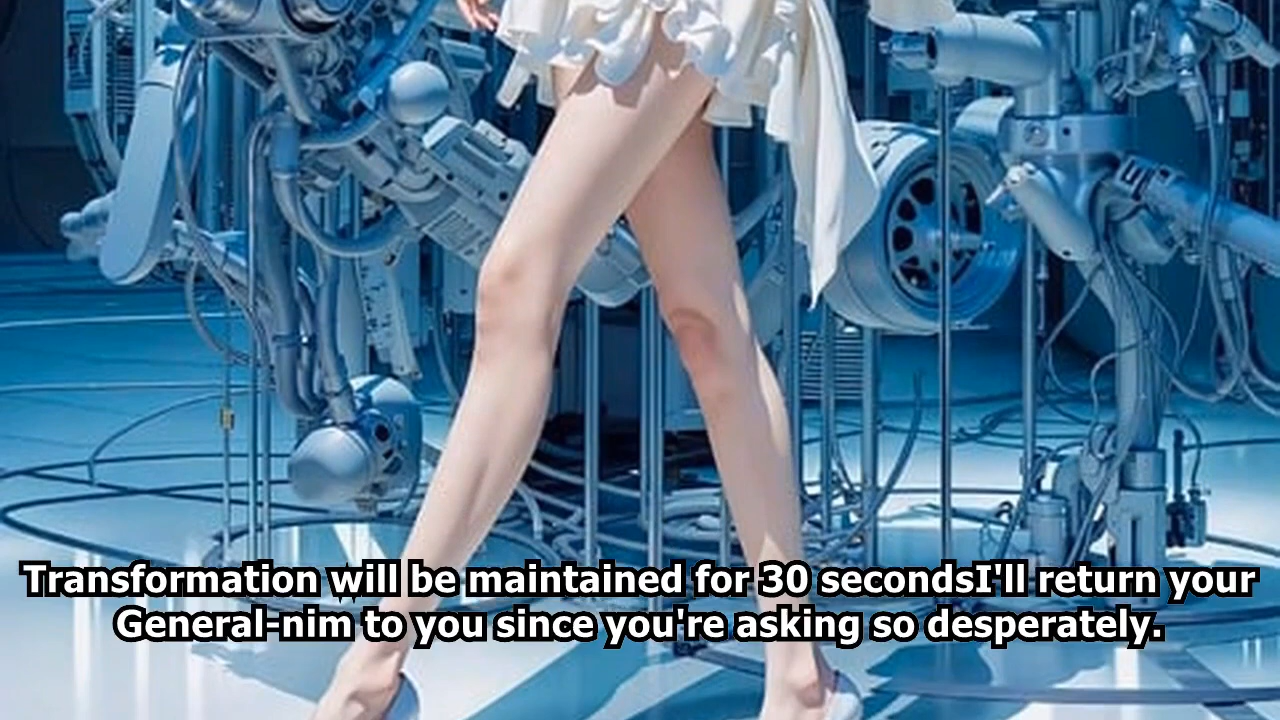 Transformation will be maintained for 30 secondsI'll return your
General-nim to you since you're asking so desperately.